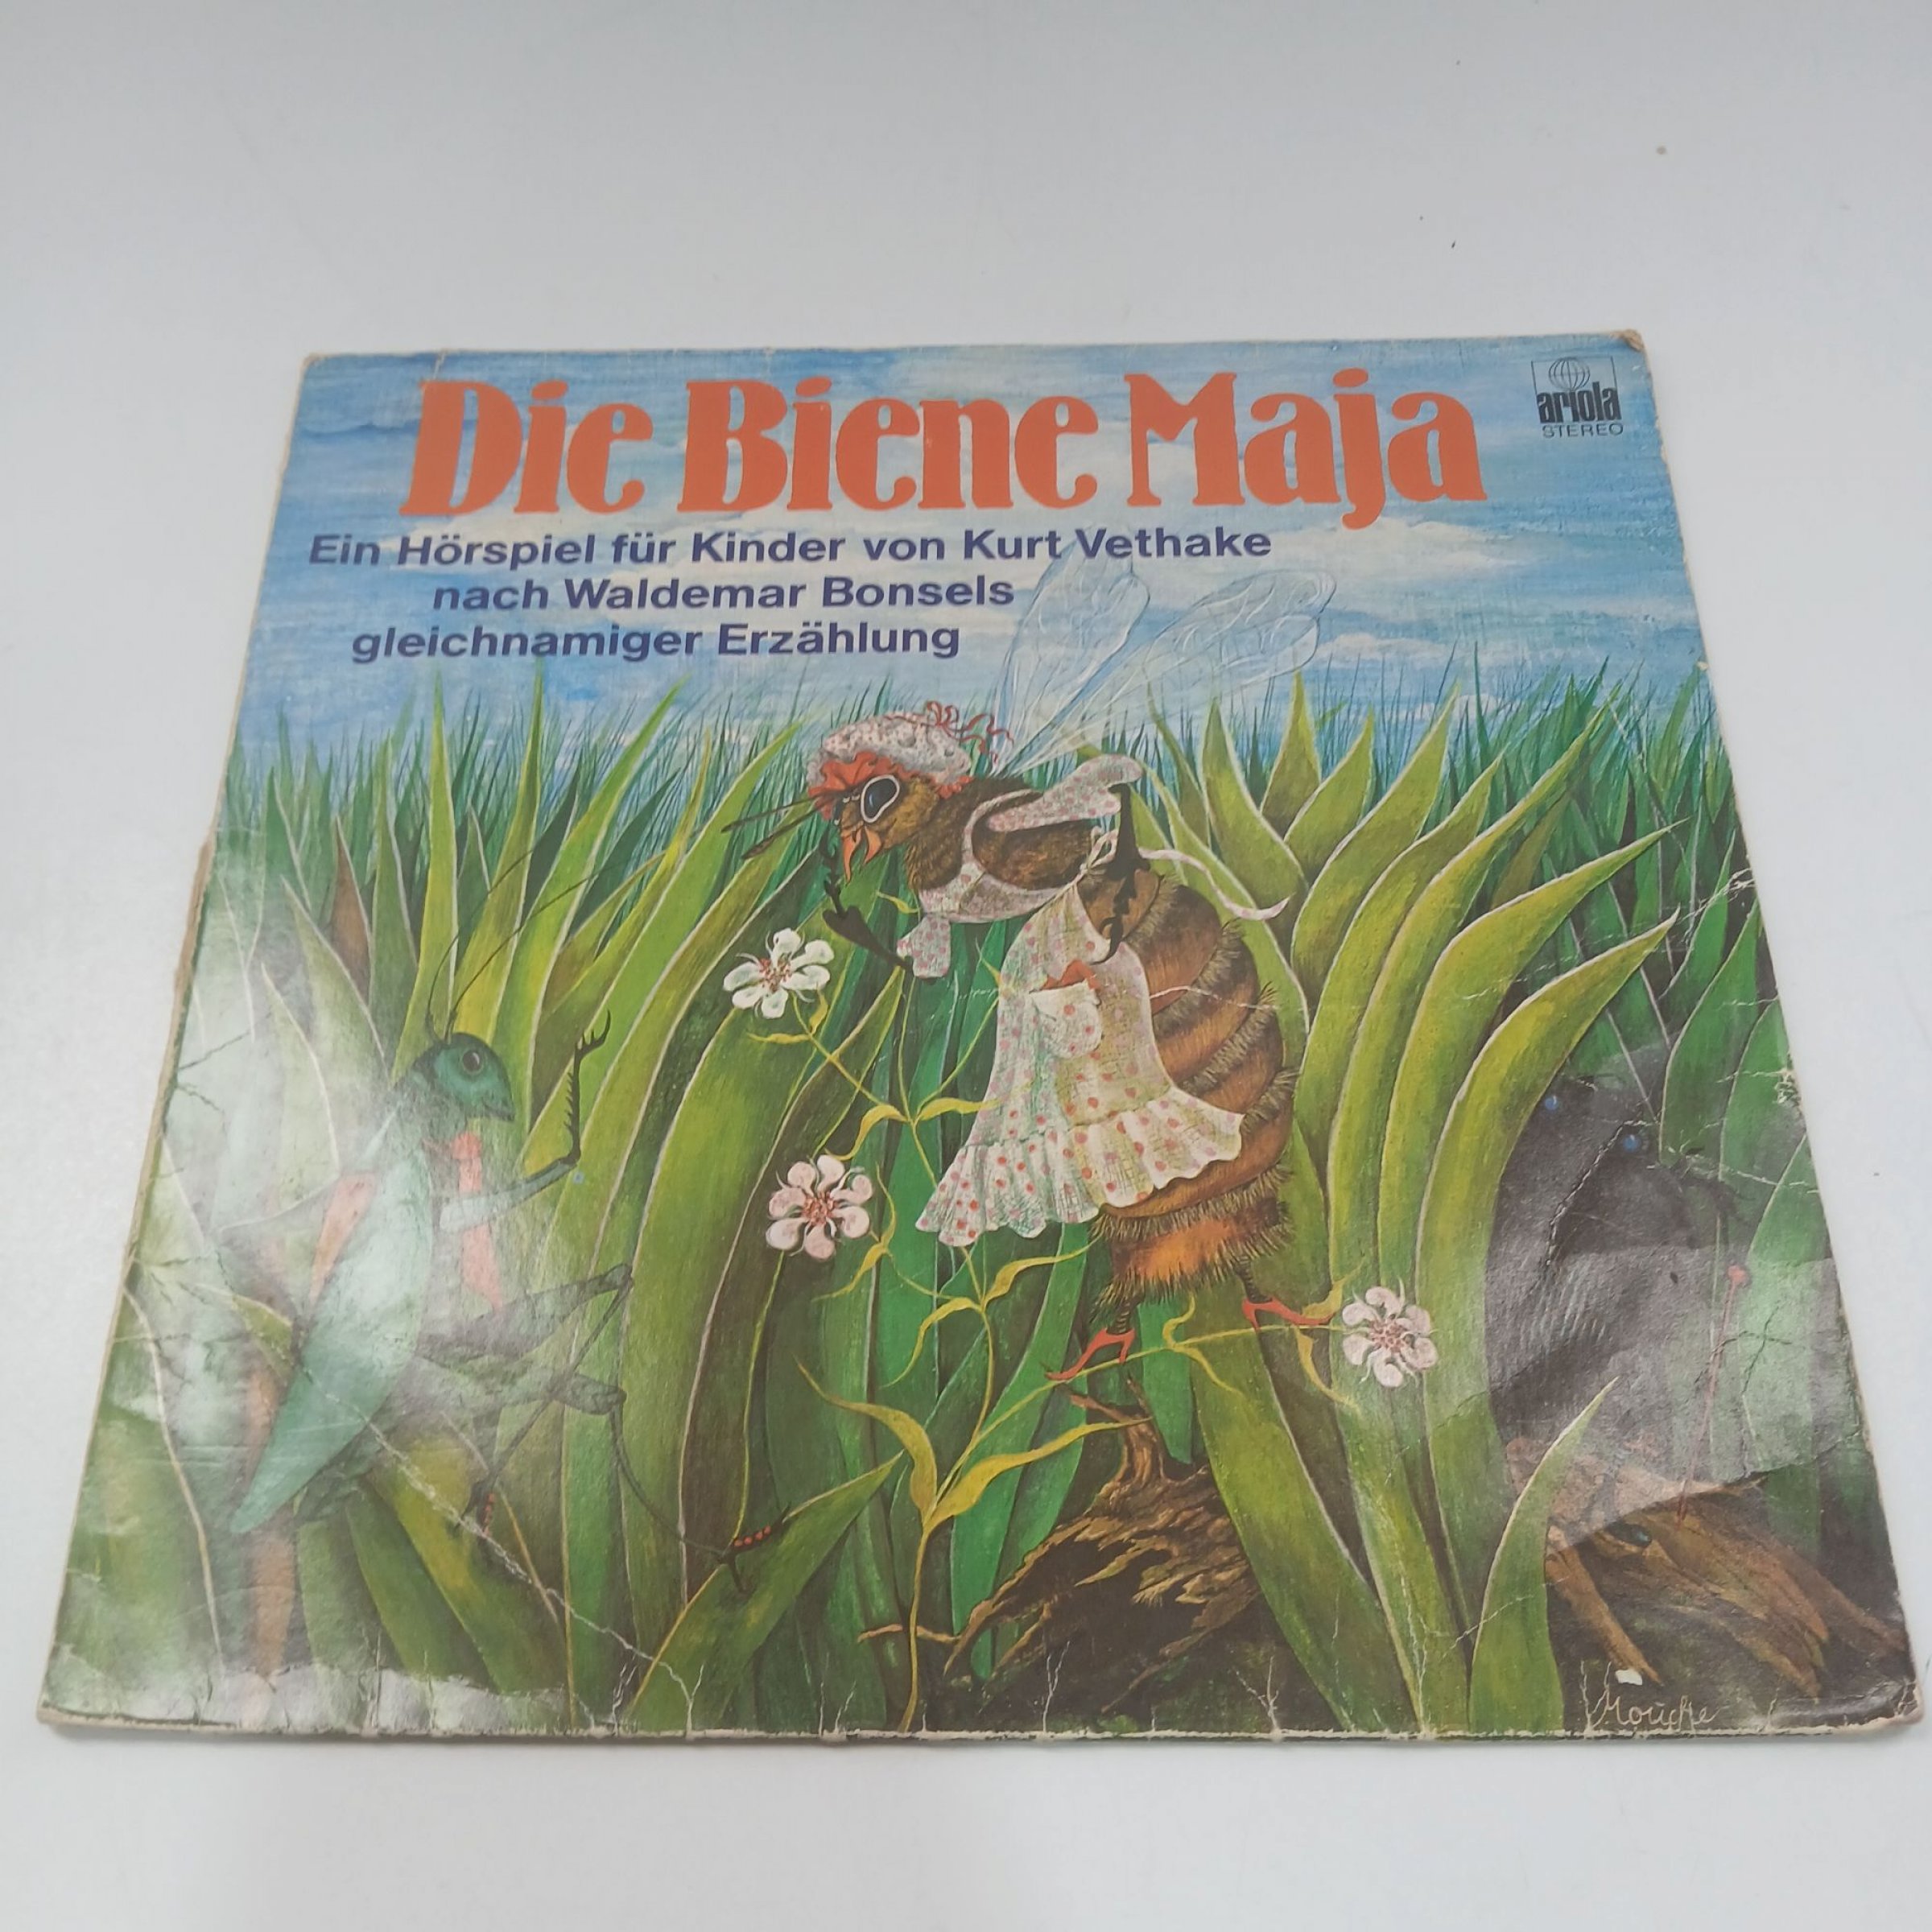 Die Biene Maja
ariola
STEREO
Ein Hörspiel für Kinder von Kurt Vethake
nach Waldemar Bonsels
gleichnamiger Erzählung
Mouche